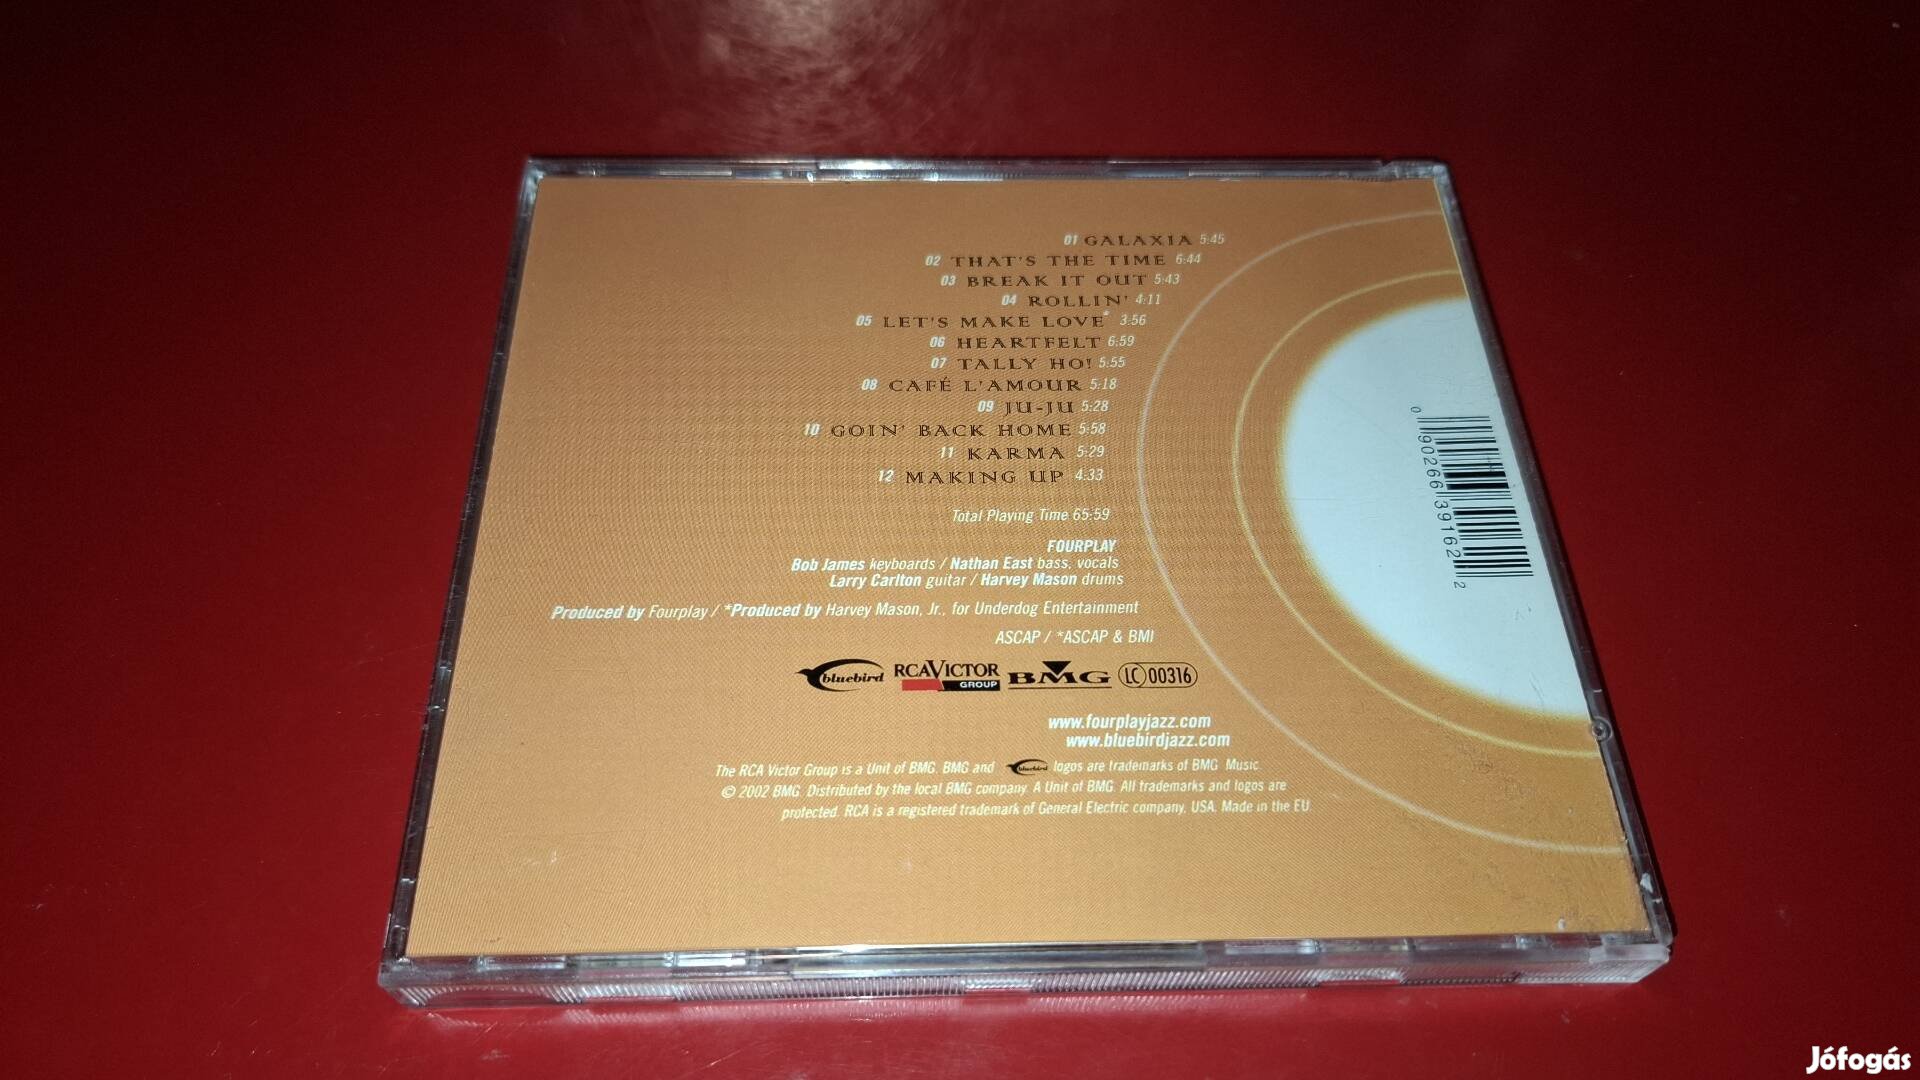 01 GALAXIA 5:45
02 THAT'S THE TIME 6:44
03 BREAK IT OUT 5:43
04 ROLLIN' 4:11
05 LET'S MAKE LOVE* 3:56
06 HEARTFELT 6:59
07 TALLY HO! 5:55
08 CAFÉ L'AMOUR 5:18
09 JU-JU 5:28
10 GOIN' BACK HOME 5:58
11 KARMA 5:29
12 MAKING UP 4:33
Total Playing Time 65:59
FOURPLAY
Bob James keyboards / Nathan East bass, vocals
Larry Carlton guitar / Harvey Mason drums
Produced by Fourplay / *Produced by Harvey Mason, Jr., for Underdog Entertainment
ASCAP / *ASCAP & BMI
bluebird RCA VICTOR GROUP BMG LC 00316
www.fourplayjazz.com
www.bluebirdjazz.com
The RCA Victor Group is a Unit of BMG. BMG and bluebird logos are trademarks of BMG Music.
© 2002 BMG. Distributed by the local BMG company. A Unit of BMG. All trademarks and logos are
protected. RCA is a registered trademark of General Electric company, USA. Made in the EU
0 90266 39162 2
Jófogás